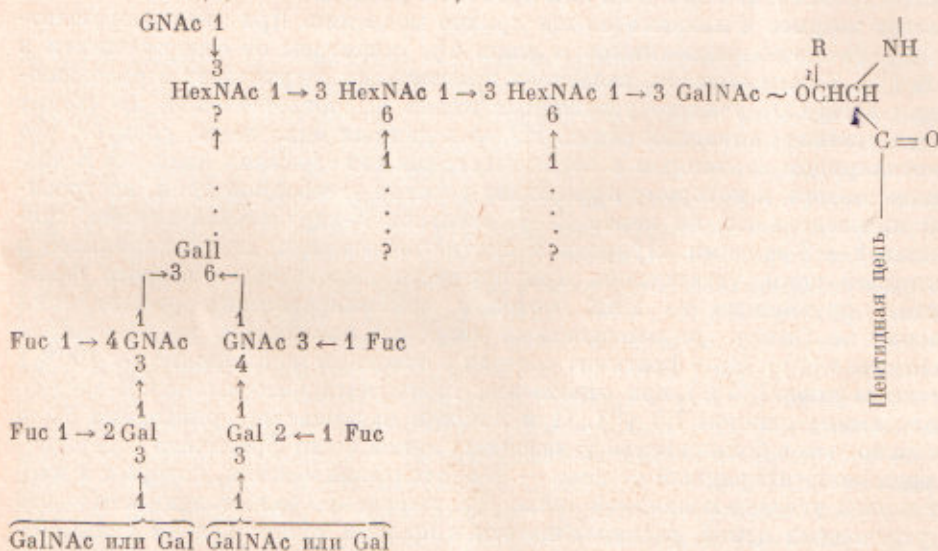 GNAc 1
↓
3
R NH
HexNAc 1 → 3 HexNAc 1 → 3 HexNAc 1 → 3 GalNAc ~ OCHCH
? 6 6
↑ ↑ ↑
1 1
C=O
. . .
. . .
. . .
Gal1 ? ?
→3 6←
1 1
Fuc 1 → 4 GNAc GNAc 3 ← 1 Fuc
3 4
↑ ↑
1 1
Fuc 1 → 2 Gal Gal 2 ← 1 Fuc
3 3
↑ ↑
1 1
GalNAc или Gal GalNAc или Gal
Пептидная цепь